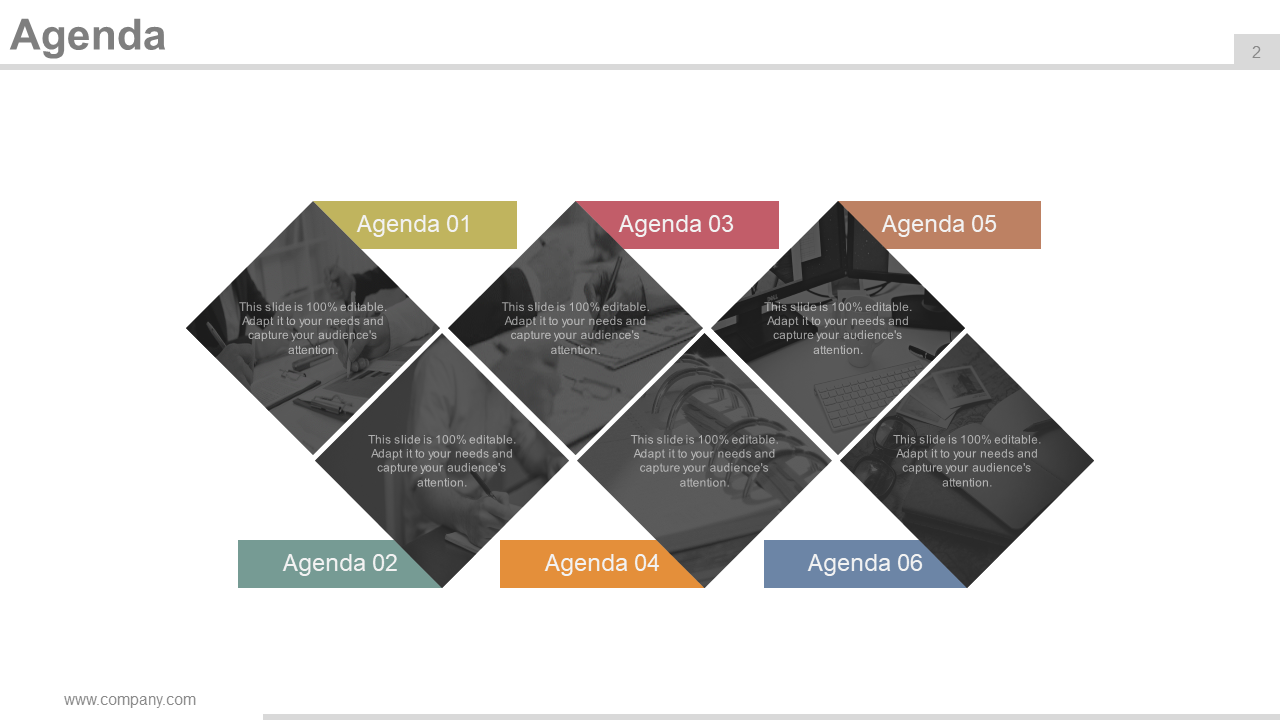 Agenda
2
Agenda 01
Agenda 03
Agenda 05
This slide is 100% editable.
Adapt it to your needs and
capture your audience's
attention.
This slide is 100% editable.
Adapt it to your needs and
capture your audience's
attention.
This slide is 100% editable.
Adapt it to your needs and
capture your audience's
attention.
This slide is 100% editable.
Adapt it to your needs and
capture your audience's
attention.
This slide is 100% editable.
Adapt it to your needs and
capture your audience's
attention.
This slide is 100% editable.
Adapt it to your needs and
capture your audience's
attention.
Agenda 02
Agenda 04
Agenda 06
www.company.com